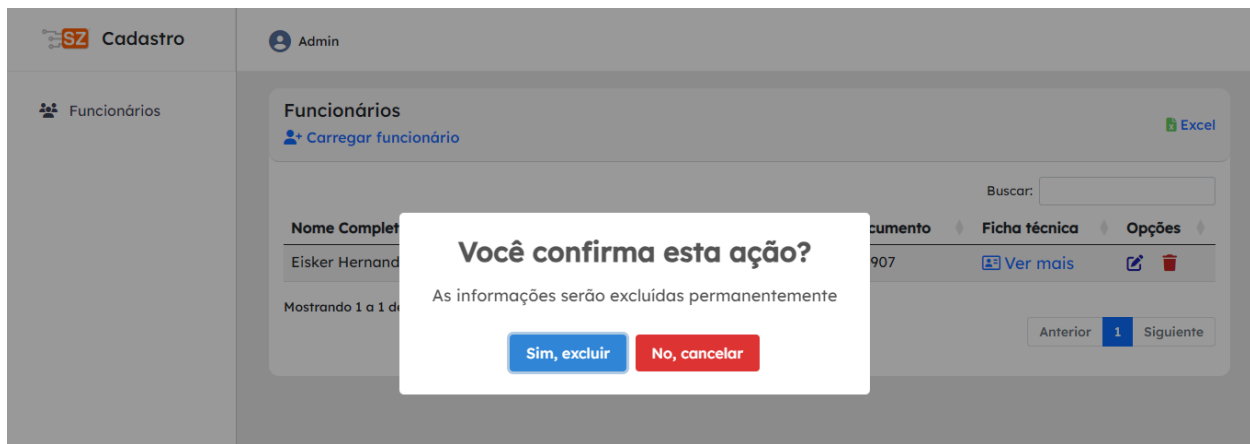 SZ Cadastro
Admin
Funcionários
Funcionários
Carregar funcionário
Excel
Buscar:
Nome Complet cumento Ficha técnica Opções
Eisker Hernand 907 Ver mais
Mostrando 1 a 1 de
Você confirma esta ação?
As informações serão excluídas permanentemente
Sim, excluir No, cancelar
Anterior 1 Siguiente